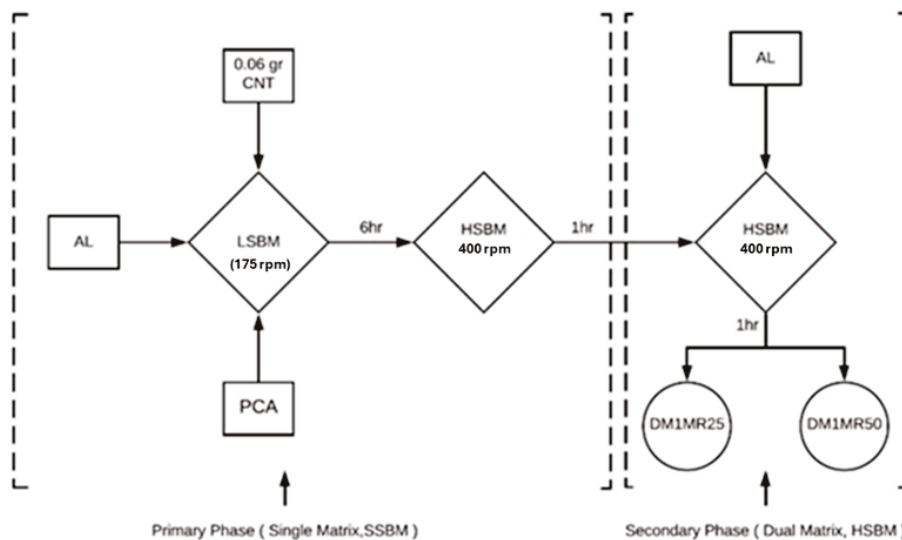 0.06 gr
CNT
AL
AL
LSBM
(175 rpm)
6hr
HSBM
400 rpm
1hr
HSBM
400 rpm
1hr
PCA
DM1MR25
DM1MR50
Primary Phase ( Single Matrix,SSBM )
Secondary Phase ( Dual Matrix, HSBM )